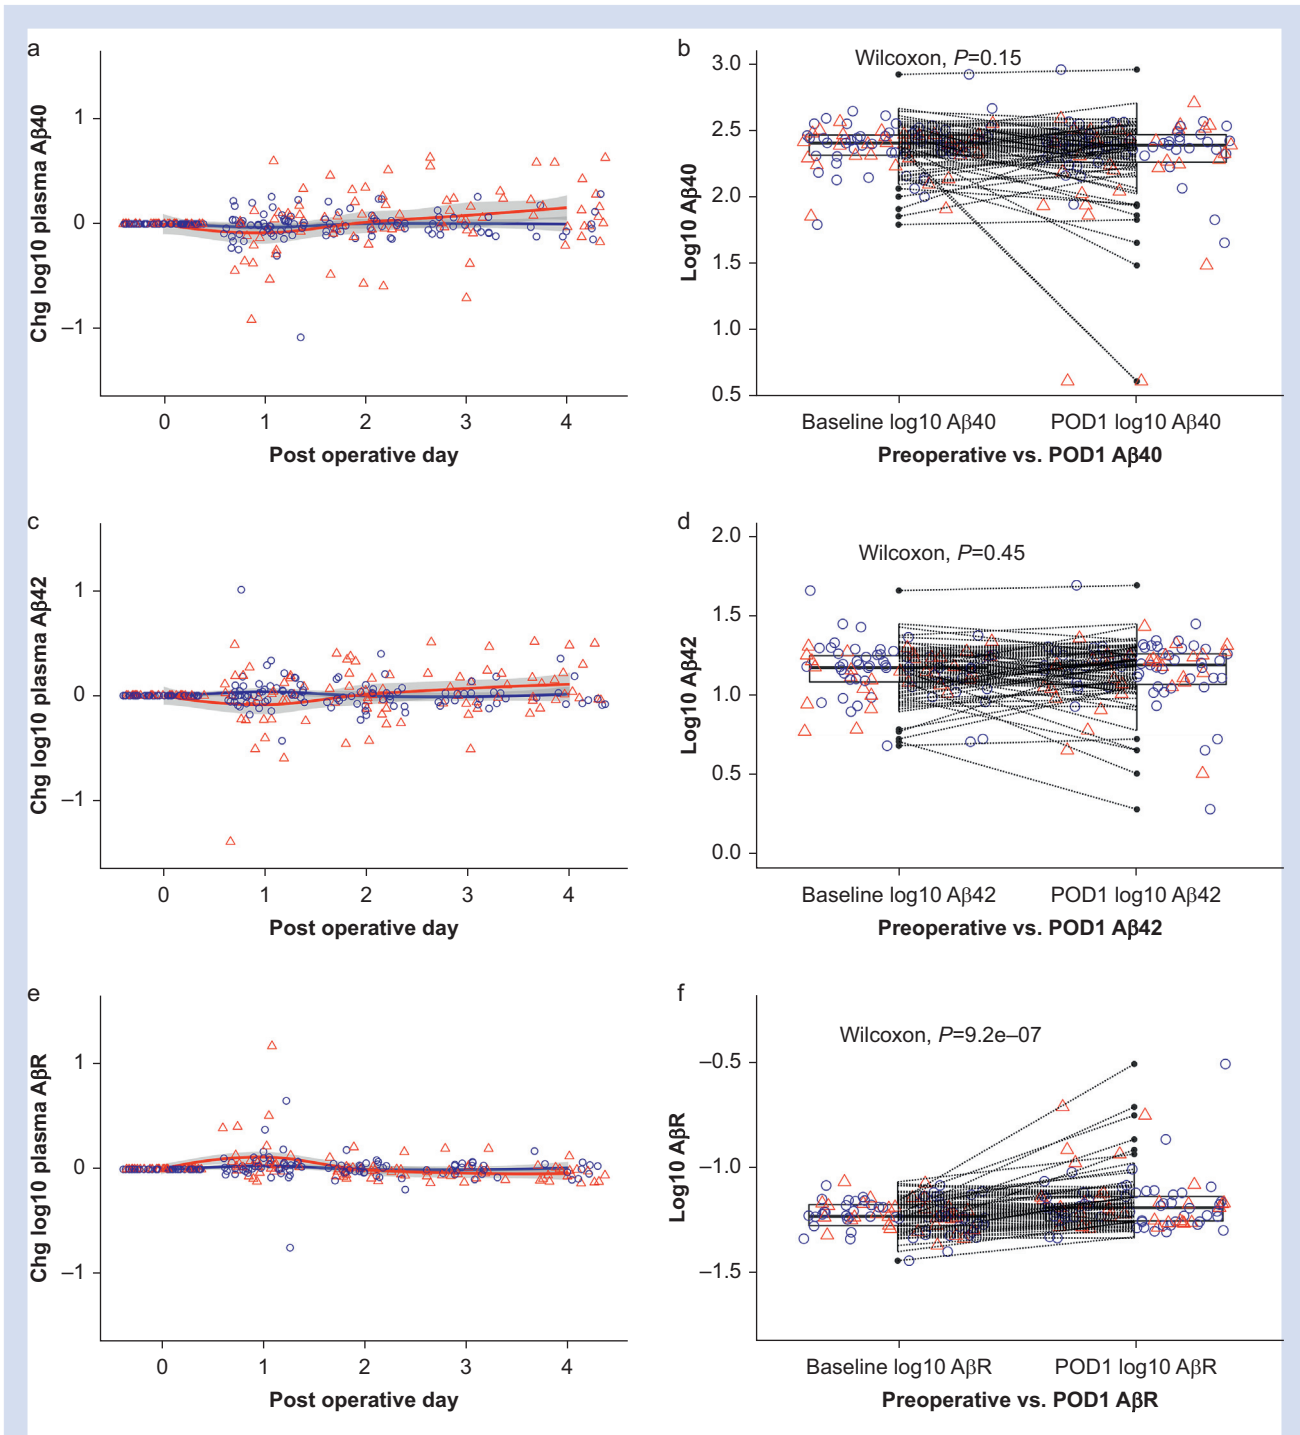 a
Chg log10 plasma Aβ40
1
0
–1
0 1 2 3 4
Post operative day
b
Wilcoxon, P=0.15
Log10 Aβ40
3.0
2.5
2.0
1.5
1.0
0.5
Baseline log10 Aβ40 POD1 log10 Aβ40
Preoperative vs. POD1 Aβ40
c
Chg log10 plasma Aβ42
1
0
–1
0 1 2 3 4
Post operative day
d
Wilcoxon, P=0.45
Log10 Aβ42
2.0
1.5
1.0
0.5
0.0
Baseline log10 Aβ42 POD1 log10 Aβ42
Preoperative vs. POD1 Aβ42
e
Chg log10 plasma AβR
1
0
–1
0 1 2 3 4
Post operative day
f
Wilcoxon, P=9.2e–07
Log10 AβR
–0.5
–1.0
–1.5
Baseline log10 AβR POD1 log10 AβR
Preoperative vs. POD1 AβR